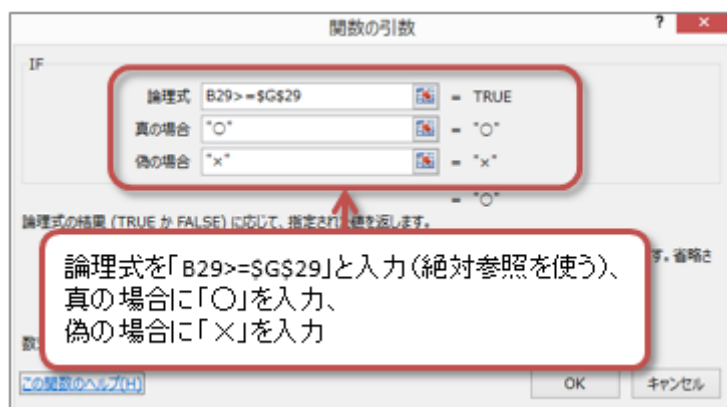 関数の引数
? ×
IF
論理式 B29>=$G$29 = TRUE
真の場合 "○" = "○"
偽の場合 "×" = "×"
= "○"
論理式の結果 (TRUE か FALSE) に応じて、指定された値を返します。
す。省略さ
論理式を「B29>=$G$29」と入力(絶対参照を使う)、
真の場合に「○」を入力、
偽の場合に「×」を入力
数
この関数のヘルプ(H)
OK キャンセル